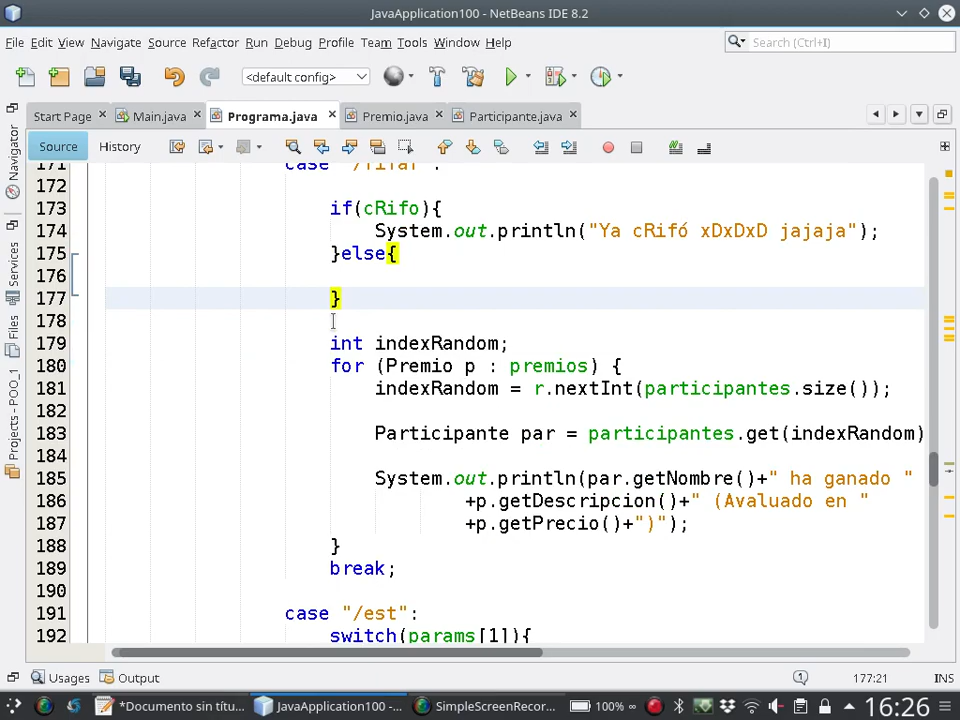 JavaApplication100 - NetBeans IDE 8.2
File Edit View Navigate Source Refactor Run Debug Profile Team Tools Window Help
Search (Ctrl+I)
<default config>
Start Page Main.java Programa.java Premio.java Participante.java
Source History
Navigator
Services
Files
Projects - POO_1
171 case "/rifar":
172
173 if(cRifo){
174 System.out.println("Ya cRifó xDxDxD jajaja");
175 }else{
176
177 }
178
179 int indexRandom;
180 for (Premio p : premios) {
181 indexRandom = r.nextInt(participantes.size());
182
183 Participante par = participantes.get(indexRandom)
184
185 System.out.println(par.getNombre()+" ha ganado "
186 +p.getDescripcion()+" (Avaluado en "
187 +p.getPrecio()+")");
188 }
189 break;
190
191 case "/est":
192 switch(params[1]){
Usages Output
1
177:21
INS
*Documento sin títu... JavaApplication100 -... SimpleScreenRecor... 100% ∞ 16:26